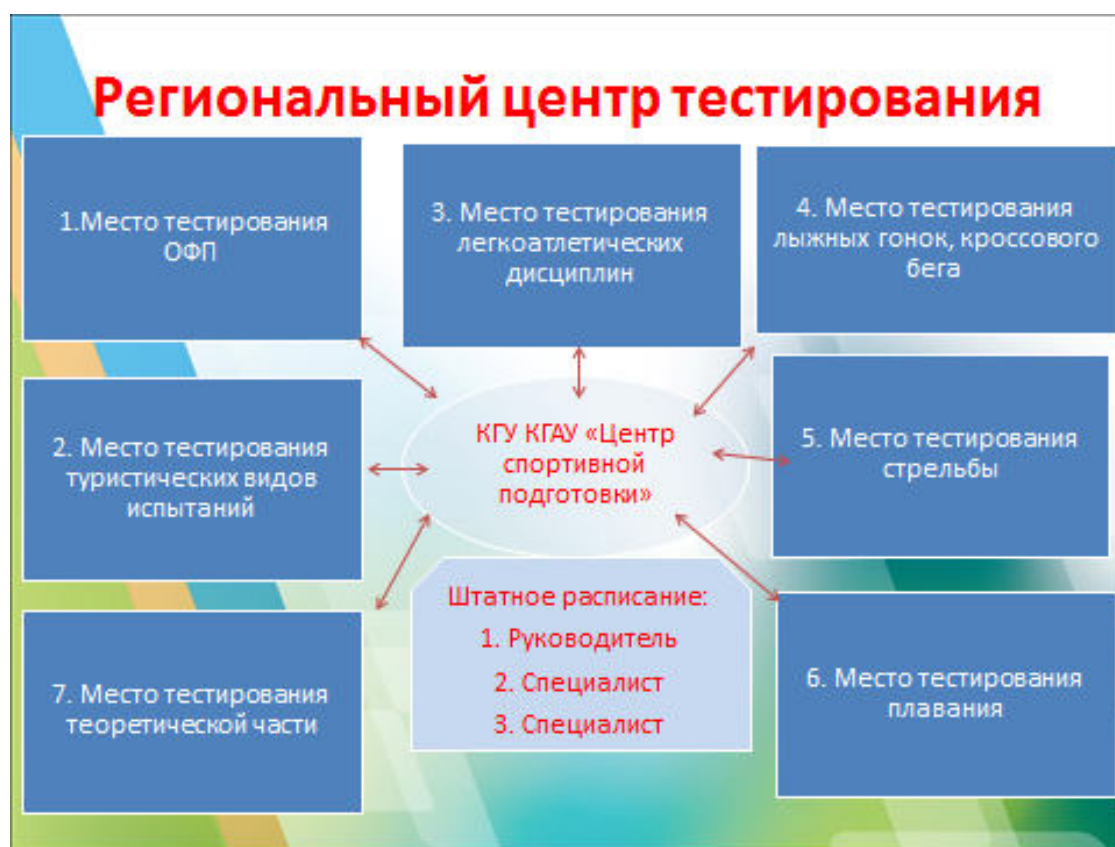 Региональный центр тестирования
1.Место тестирования
ОФП
3. Место тестирования
легкоатлетических
дисциплин
4. Место тестирования
лыжных гонок, кроссового
бега
2. Место тестирования
туристических видов
испытаний
КГУ КГАУ «Центр
спортивной
подготовки»
5. Место тестирования
стрельбы
7. Место тестирования
теоретической части
Штатное расписание:
1. Руководитель
2. Специалист
3. Специалист
6. Место тестирования
плавания